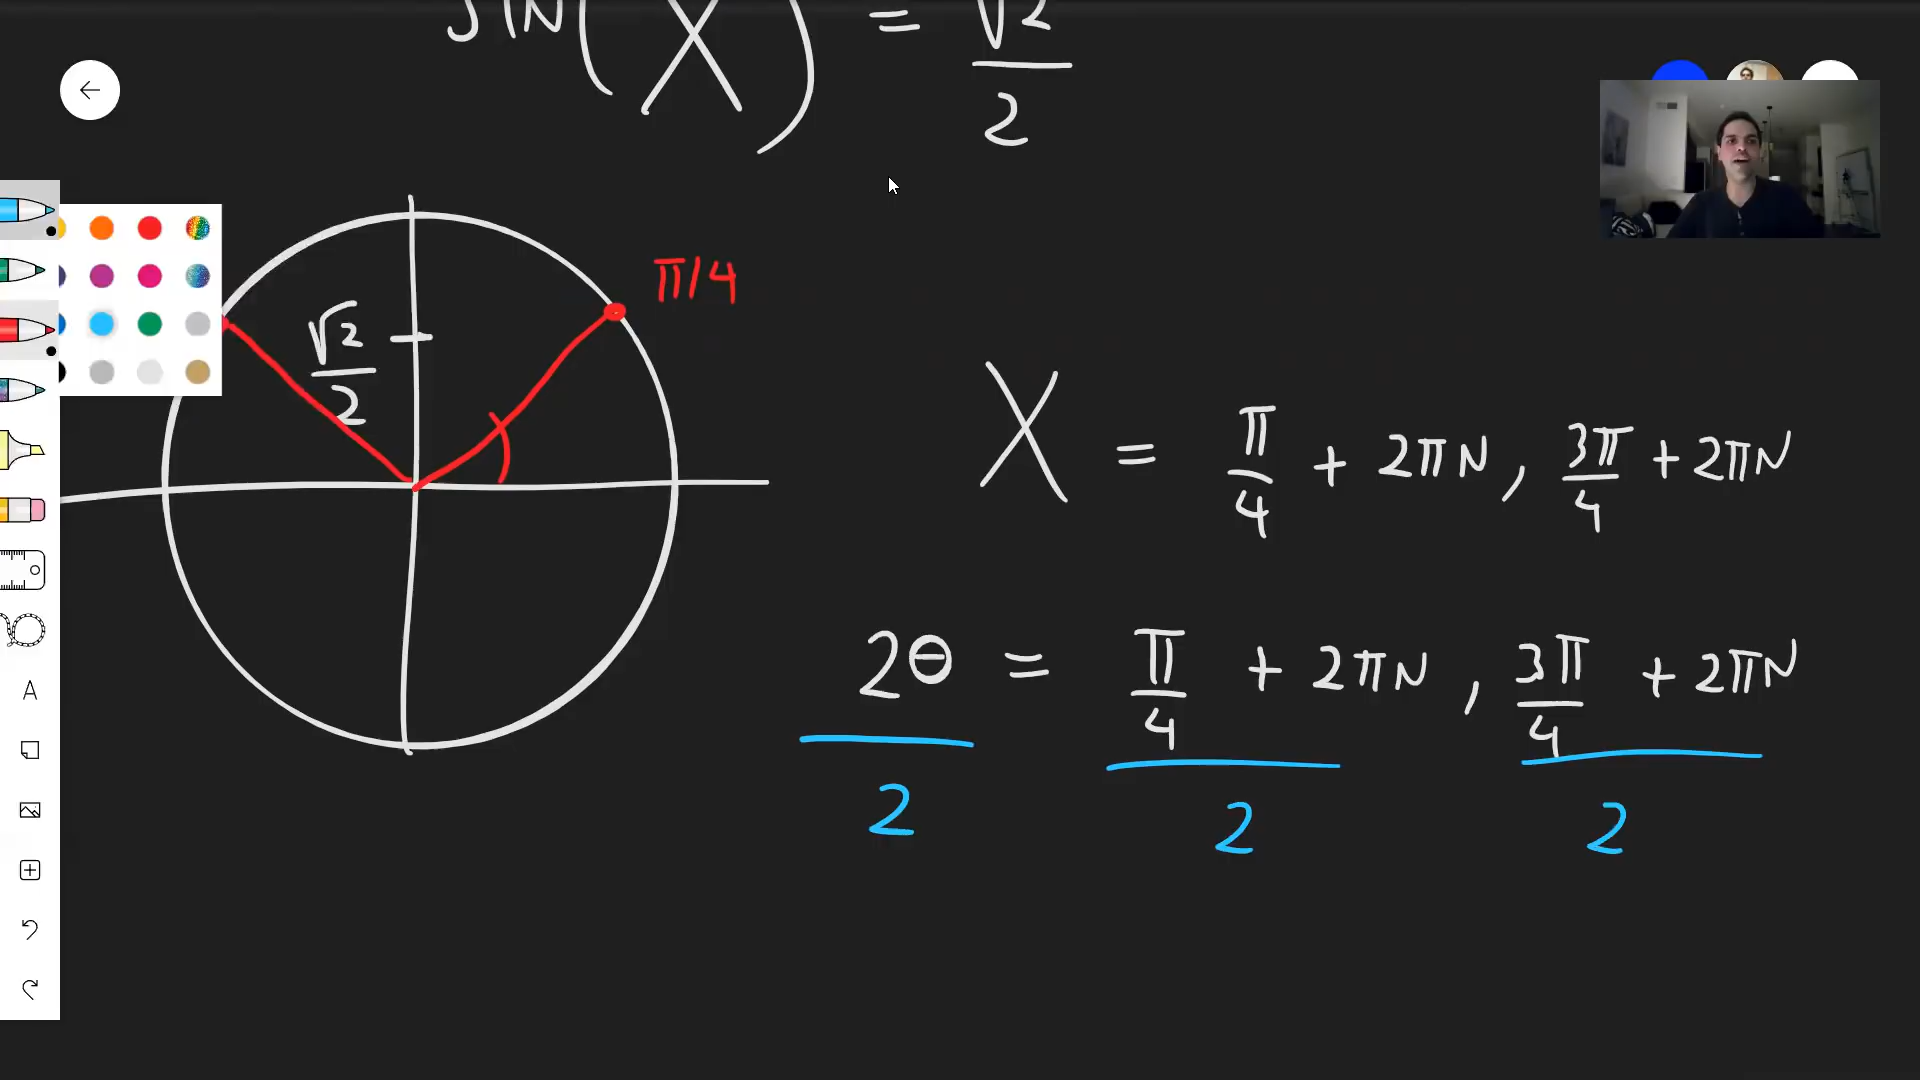 SIN(X) = √2/2
π/4
√2/2
X = π/4 + 2πN, 3π/4 + 2πN
2θ = π/4 + 2πN, 3π/4 + 2πN
2 2 2
A